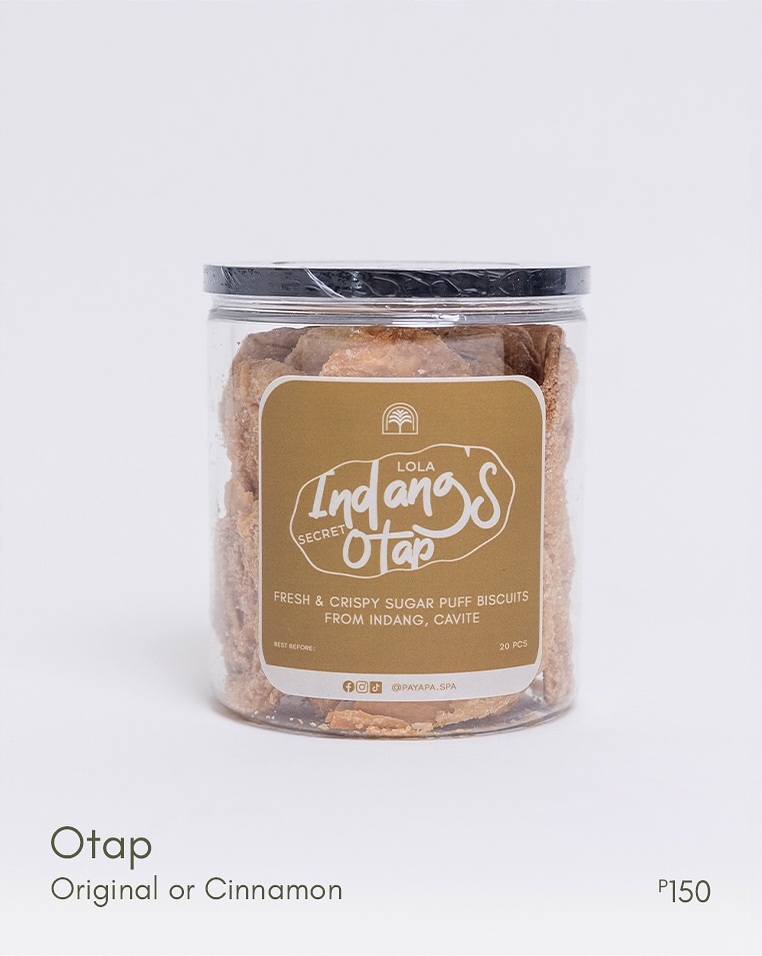 LOLA
Indang's
SECRET
Otap
FRESH & CRISPY SUGAR PUFF BISCUITS
FROM INDANG, CAVITE
BEST BEFORE:
20 PCS
@PAYAPA.SPA
Otap
Original or Cinnamon
P150